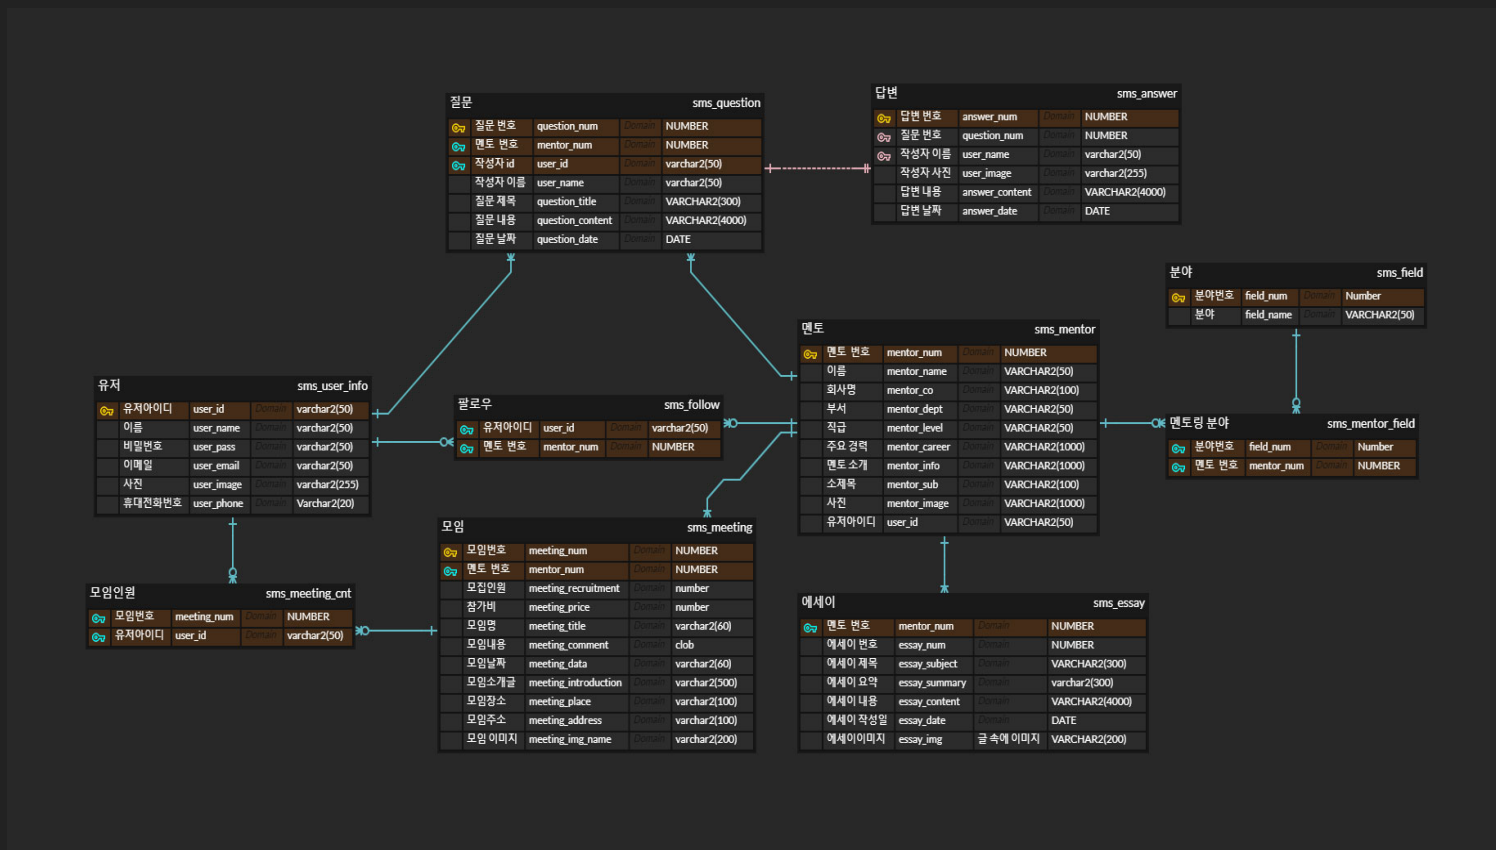 질문 sms_question
질문 번호 question_num Domain NUMBER
멘토 번호 mentor_num Domain NUMBER
작성자 id user_id Domain varchar2(50)
작성자 이름 user_name Domain varchar2(50)
질문 제목 question_title Domain VARCHAR2(300)
질문 내용 question_content Domain VARCHAR2(4000)
질문 날짜 question_date Domain DATE
답변 sms_answer
답변 번호 answer_num Domain NUMBER
질문 번호 question_num Domain NUMBER
작성자 이름 user_name Domain varchar2(50)
작성자 사진 user_image Domain varchar2(255)
답변 내용 answer_content Domain VARCHAR2(4000)
답변 날짜 answer_date Domain DATE
분야 sms_field
분야번호 field_num Domain Number
분야 field_name Domain VARCHAR2(50)
멘토 sms_mentor
멘토 번호 mentor_num Domain NUMBER
이름 mentor_name Domain VARCHAR2(50)
회사명 mentor_co Domain VARCHAR2(100)
부서 mentor_dept Domain VARCHAR2(50)
직급 mentor_level Domain VARCHAR2(50)
주요 경력 mentor_career Domain VARCHAR2(1000)
멘토 소개 mentor_info Domain VARCHAR2(1000)
소제목 mentor_sub Domain VARCHAR2(100)
사진 mentor_image Domain VARCHAR2(1000)
유저아이디 user_id Domain VARCHAR2(50)
유저 sms_user_info
유저아이디 user_id Domain varchar2(50)
이름 user_name Domain varchar2(50)
비밀번호 user_pass Domain varchar2(50)
이메일 user_email Domain varchar2(50)
사진 user_image Domain varchar2(255)
휴대전화번호 user_phone Domain Varchar2(20)
팔로우 sms_follow
유저아이디 user_id Domain varchar2(50)
멘토 번호 mentor_num Domain NUMBER
멘토링 분야 sms_mentor_field
분야번호 field_num Domain Number
멘토 번호 mentor_num Domain NUMBER
모임 sms_meeting
모임번호 meeting_num Domain NUMBER
멘토 번호 mentor_num Domain NUMBER
모집인원 meeting_recruitment Domain number
참가비 meeting_price Domain number
모임명 meeting_title Domain varchar2(60)
모임내용 meeting_comment Domain clob
모임날짜 meeting_data Domain varchar2(60)
모임소개글 meeting_introduction Domain varchar2(500)
모임장소 meeting_place Domain varchar2(100)
모임주소 meeting_address Domain varchar2(100)
모임 이미지 meeting_img_name Domain varchar2(200)
모임인원 sms_meeting_cnt
모임번호 meeting_num Domain NUMBER
유저아이디 user_id Domain varchar2(50)
에세이 sms_essay
멘토 번호 mentor_num Domain NUMBER
에세이 번호 essay_num Domain NUMBER
에세이 제목 essay_subject Domain VARCHAR2(300)
에세이 요약 essay_summary Domain varchar2(300)
에세이 내용 essay_content Domain VARCHAR2(4000)
에세이 작성일 essay_date Domain DATE
에세이이미지 essay_img 글 속에 이미지 VARCHAR2(200)